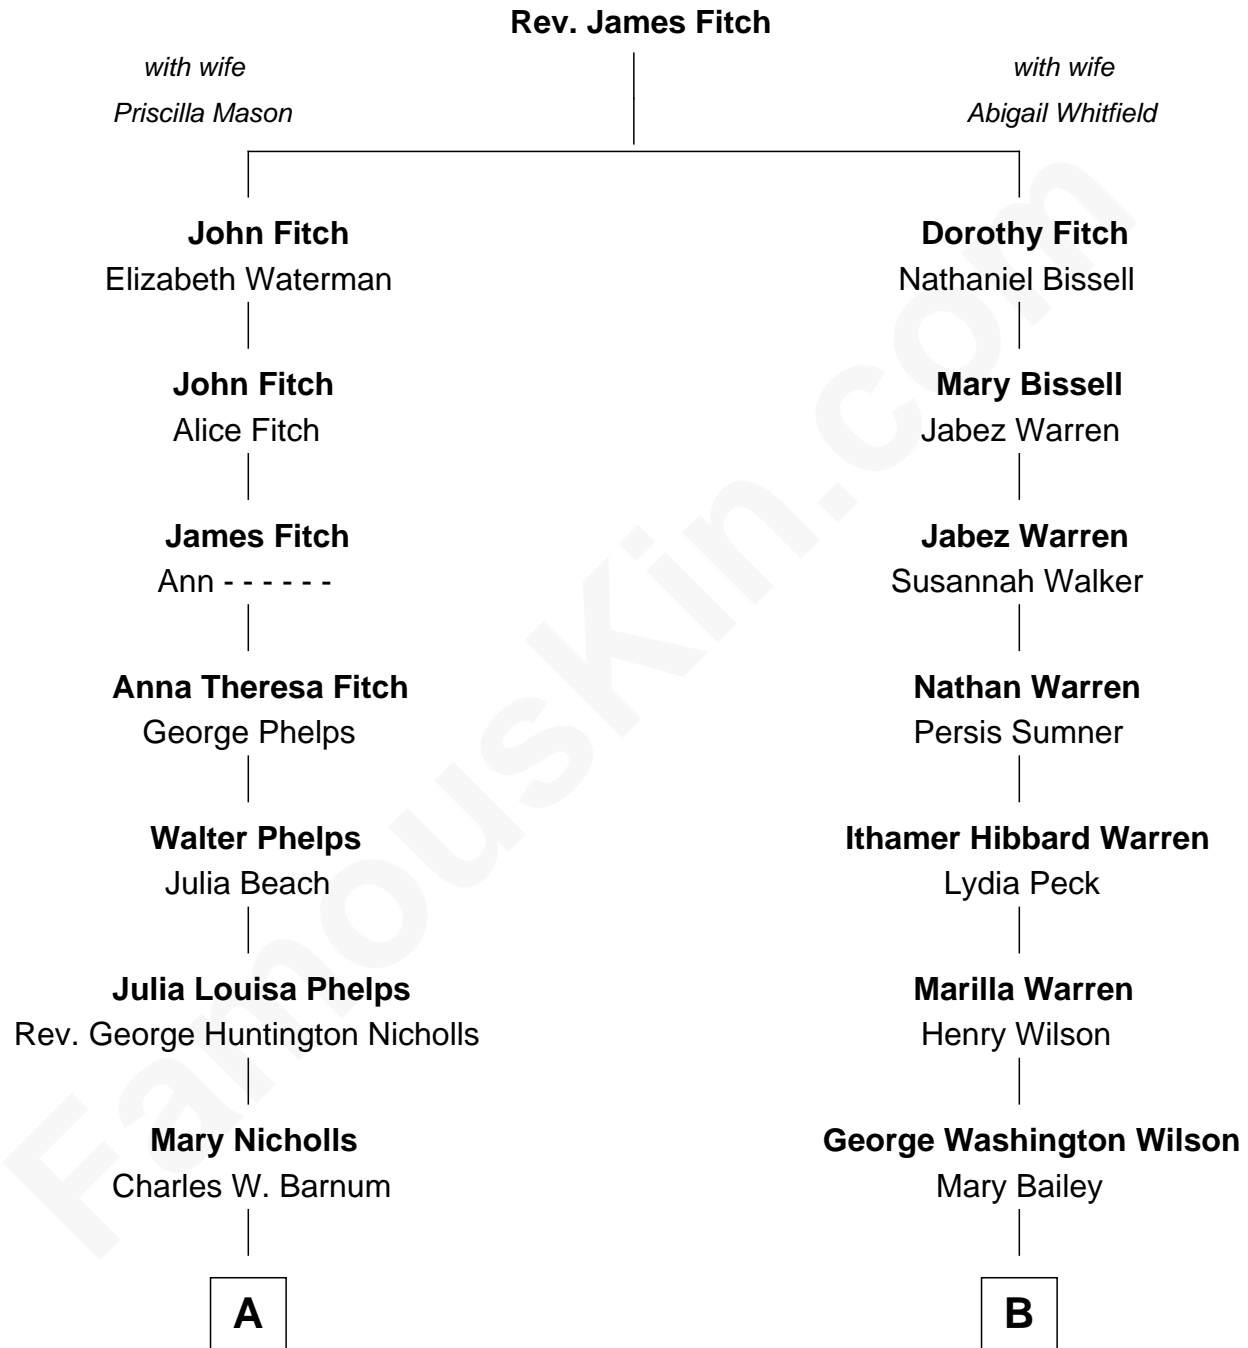 Rev. James Fitch
with wife
Priscilla Mason
with wife
Abigail Whitfield
John Fitch
Elizabeth Waterman
Dorothy Fitch
Nathaniel Bissell
John Fitch
Alice Fitch
Mary Bissell
Jabez Warren
James Fitch
Ann - - - - - -
Jabez Warren
Susannah Walker
Anna Theresa Fitch
George Phelps
Nathan Warren
Persis Sumner
Walter Phelps
Julia Beach
Ithamer Hibbard Warren
Lydia Peck
Julia Louisa Phelps
Rev. George Huntington Nicholls
Marilla Warren
Henry Wilson
Mary Nicholls
Charles W. Barnum
George Washington Wilson
Mary Bailey
A
B
FamousKin.com